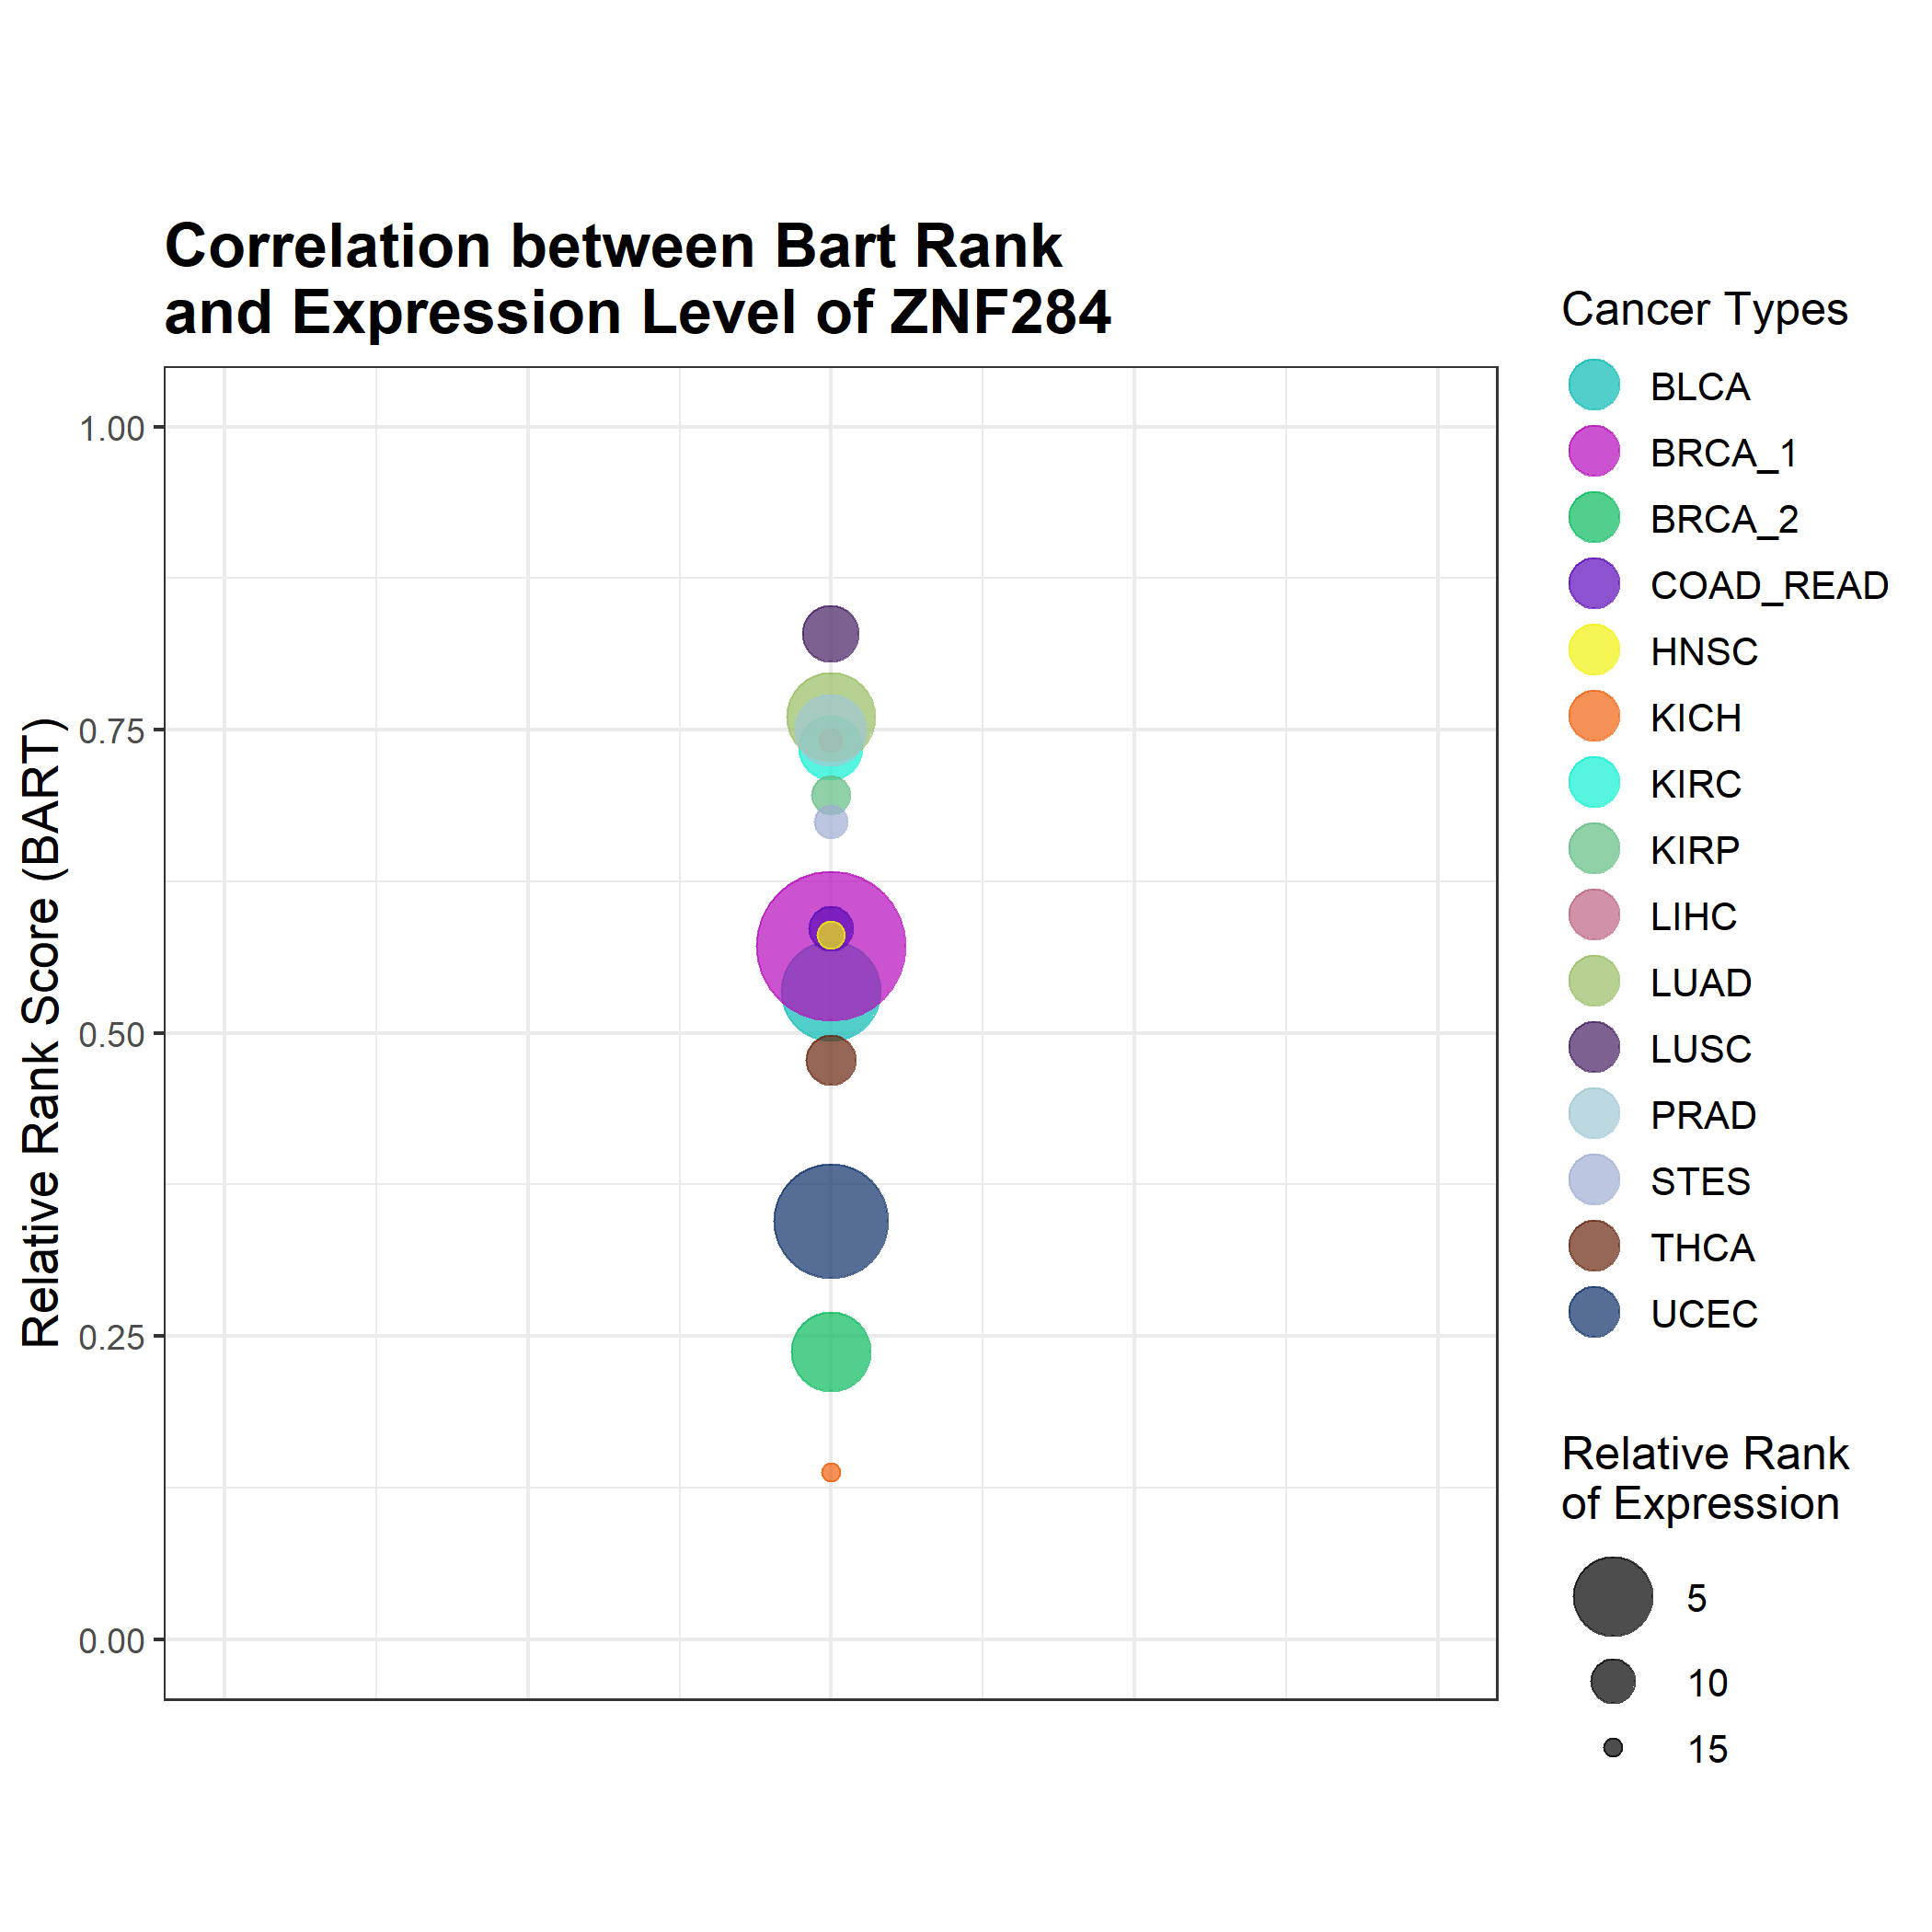 Correlation between Bart Rank
and Expression Level of ZNF284
Relative Rank Score (BART)
1.00
0.75
0.50
0.25
0.00
Cancer Types
BLCA
BRCA_1
BRCA_2
COAD_READ
HNSC
KICH
KIRC
KIRP
LIHC
LUAD
LUSC
PRAD
STES
THCA
UCEC
Relative Rank
of Expression
5
10
15